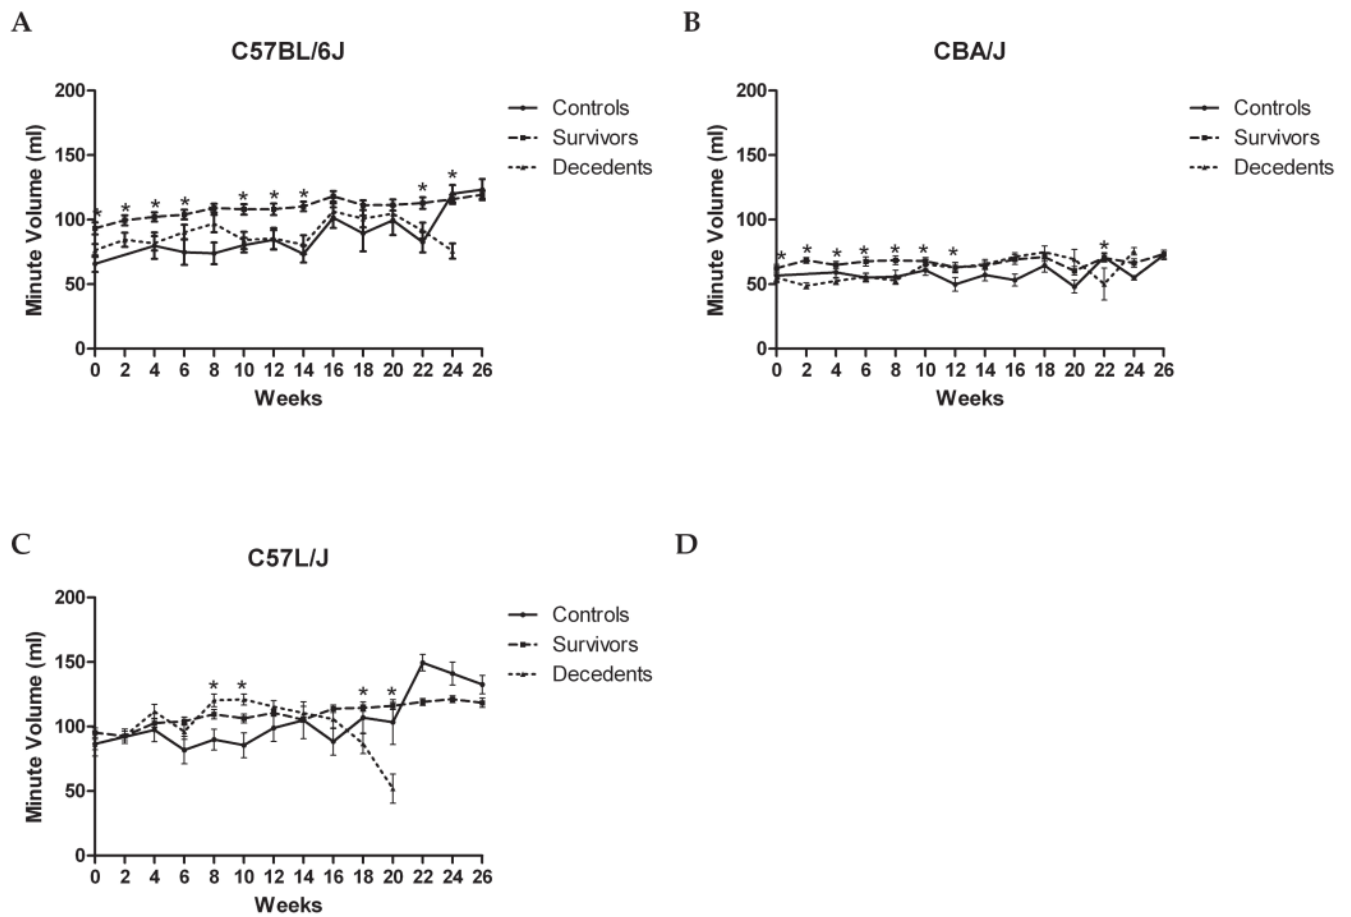 A
C57BL/6J
200
150
100
50
0
Minute Volume (ml)
* * * * * * * * *
0 2 4 6 8 10 12 14 16 18 20 22 24 26
Weeks
Controls
Survivors
Decedents
B
CBA/J
200
150
100
50
0
Minute Volume (ml)
* * * * * * * *
0 2 4 6 8 10 12 14 16 18 20 22 24 26
Weeks
Controls
Survivors
Decedents
C
C57L/J
200
150
100
50
0
Minute Volume (ml)
* * * *
0 2 4 6 8 10 12 14 16 18 20 22 24 26
Weeks
Controls
Survivors
Decedents
D